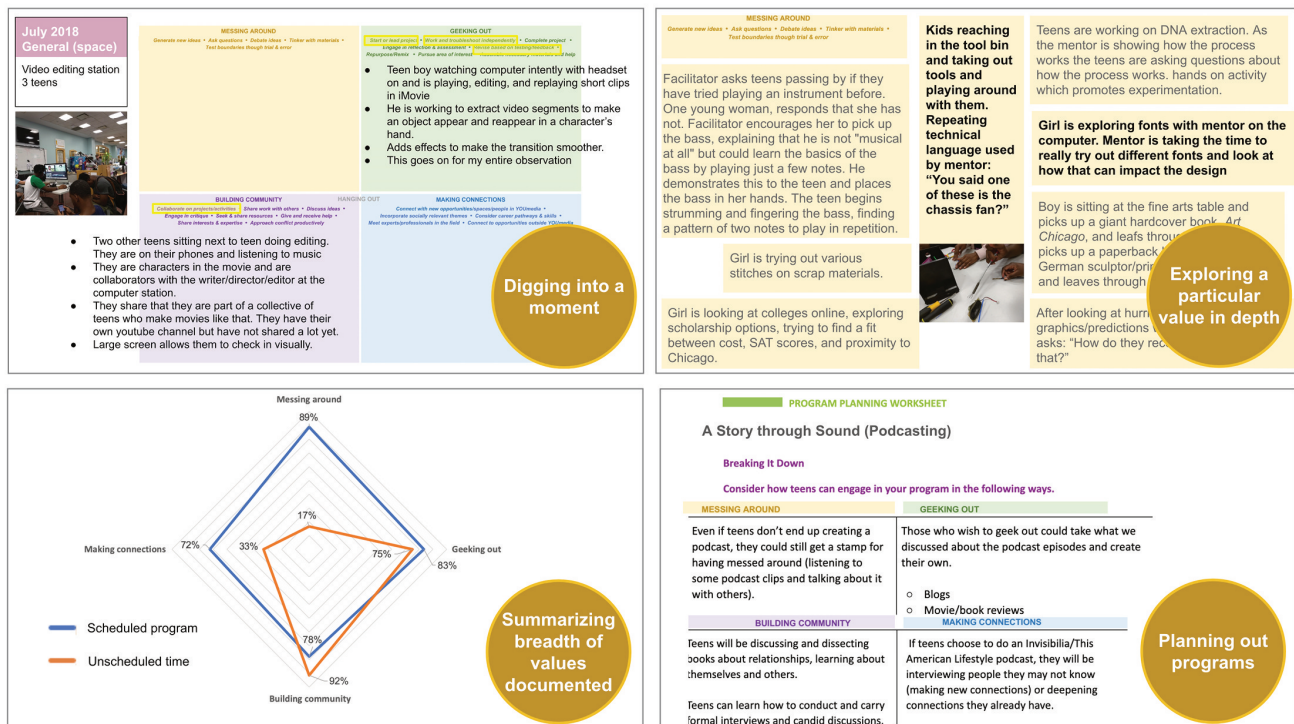 July 2018
General (space)
Video editing station
3 teens
MESSING AROUND
Generate new ideas • Ask questions • Debate ideas • Tinker with materials •
Test boundaries though trial & error
GEEKING OUT
Start or lead project • Work and troubleshoot independently • Complete project •
Engage in reflection & assessment • Revise based on testing/feedback •
Repurpose/Remix • Pursue area of interest • necessary and help
● Teen boy watching computer intently with headset
on and is playing, editing, and replaying short clips
in iMovie
● He is working to extract video segments to make
an object appear and reappear in a character's
hand.
● Adds effects to make the transition smoother.
● This goes on for my entire observation
BUILDING COMMUNITY
Collaborate on projects/activities Share work with others • Discuss ideas •
Engage in critique • Seek & share resources • Give and receive help •
Share interests & expertise • Approach conflict productively
HANGING OUT
MAKING CONNECTIONS
Connect with new opportunities/spaces/people in YOUmedia •
Incorporate socially relevant themes • Consider career pathways & skills •
Meet experts/professionals in the field • Connect to opportunities outside YOUmedia
● Two other teens sitting next to teen doing editing.
They are on their phones and listening to music
● They are characters in the movie and are
collaborators with the writer/director/editor at the
computer station.
● They share that they are part of a collective of
teens who make movies like that. They have their
own youtube channel but have not shared a lot yet.
● Large screen allows them to check in visually.
Digging into a
moment
MESSING AROUND
Generate new ideas • Ask questions • Debate ideas • Tinker with materials •
Test boundaries though trial & error
Facilitator asks teens passing by if they
have tried playing an instrument before.
One young woman, responds that she has
not. Facilitator encourages her to pick up
the bass, explaining that he is not "musical
at all" but could learn the basics of the
bass by playing just a few notes. He
demonstrates this to the teen and places
the bass in her hands. The teen begins
strumming and fingering the bass, finding
a pattern of two notes to play in repetition.
Girl is trying out various
stitches on scrap materials.
Girl is looking at colleges online, exploring
scholarship options, trying to find a fit
between cost, SAT scores, and proximity to
Chicago.
Kids reaching
in the tool bin
and taking out
tools and
playing around
with them.
Repeating
technical
language used
by mentor:
“You said one
of these is the
chassis fan?”
Teens are working on DNA extraction. As
the mentor is showing how the process
works the teens are asking questions about
how the process works. hands on activity
which promotes experimentation.
Girl is exploring fonts with mentor on the
computer. Mentor is taking the time to
really try out different fonts and look at
how that can impact the design
Boy is sitting at the fine arts table and
picks up a giant hardcover book, Art
Chicago, and leafs
picks up a paperback
German
and leaves through
After looking at
graphics/predictions
asks: “How do they
that?”
Exploring a
particular
value in depth
Messing around
89%
17%
Making connections
72%
33%
75%
Geeking out
83%
78%
92%
Building community
Scheduled program
Unscheduled time
Summarizing
breadth of
values
documented
PROGRAM PLANNING WORKSHEET
A Story through Sound (Podcasting)
Breaking It Down
Consider how teens can engage in your program in the following ways.
MESSING AROUND
Even if teens don’t end up creating a
podcast, they could still get a stamp for
having messed around (listening to
some podcast clips and talking about it
with others).
GEEKING OUT
Those who wish to geek out could take what we
discussed about the podcast episodes and create
their own.
○ Blogs
○ Movie/book reviews
BUILDING COMMUNITY
Teens will be discussing and dissecting
books about relationships, learning about
themselves and others.
Teens can learn how to conduct and carry
formal interviews and candid discussions.
MAKING CONNECTIONS
If teens choose to do an Invisibilia/This
American Lifestyle podcast, they will be
interviewing people they may not know
(making new connections) or deepening
connections they already have.
Planning out
programs